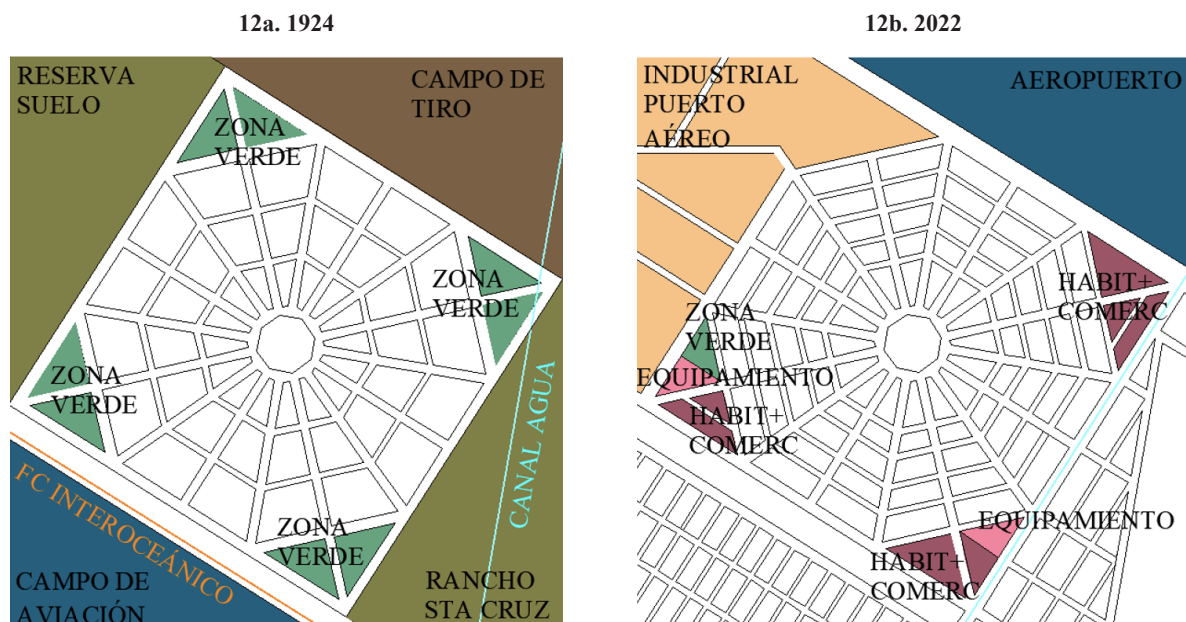 12a. 1924
RESERVA
SUELO
CAMPO DE
TIRO
ZONA
VERDE
ZONA
VERDE
ZONA
VERDE
ZONA
VERDE
CANAL AGUA
FC INTEROCEÁNICO
CAMPO DE
AVIACIÓN
RANCHO
STA CRUZ
12b. 2022
INDUSTRIAL
PUERTO
AÉREO
AEROPUERTO
HABIT+
COMERC
ZONA
VERDE
EQUIPAMIENTO
HABIT+
COMERC
EQUIPAMIENTO
HABIT+
COMERC